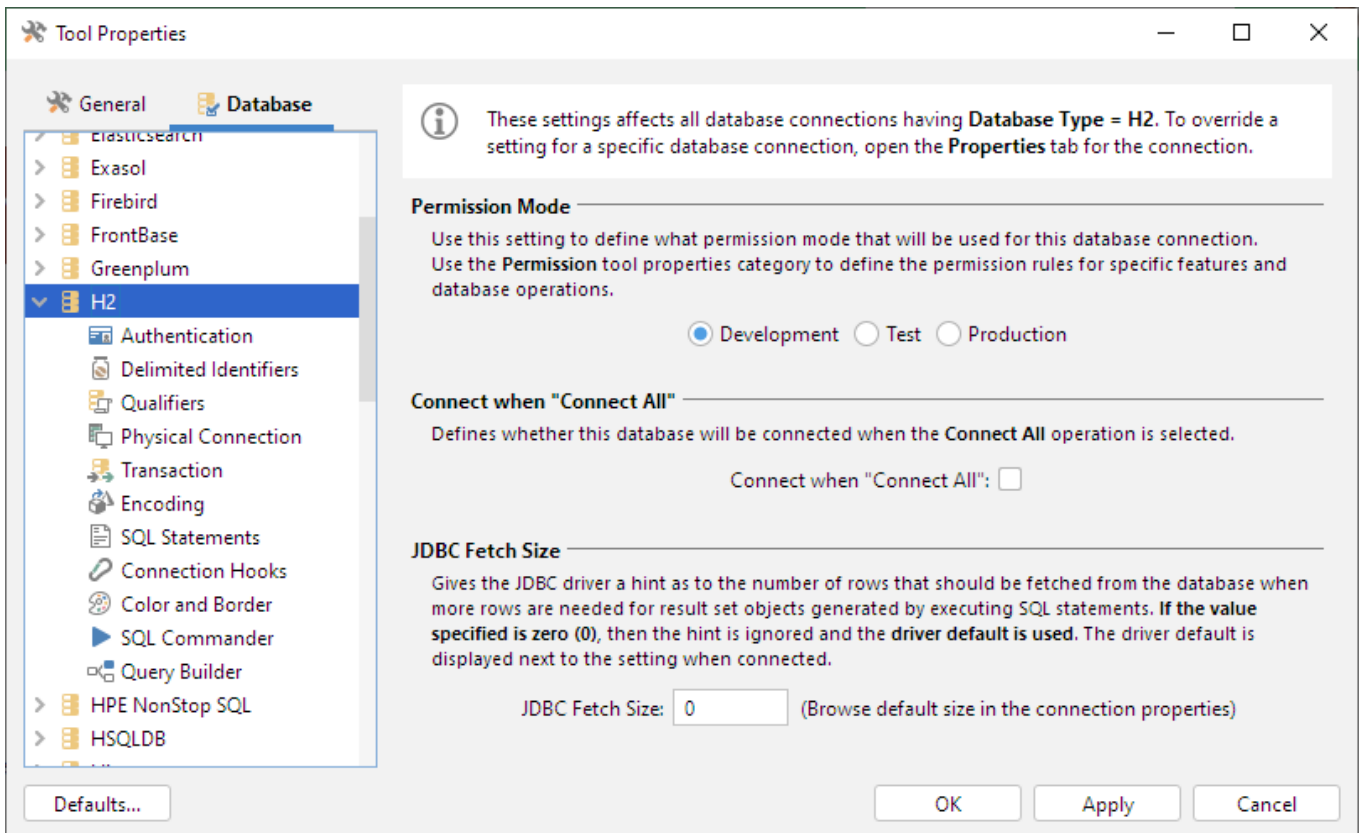 Tool Properties
General
Database
Elasticsearch
Exasol
Firebird
FrontBase
Greenplum
H2
Authentication
Delimited Identifiers
Qualifiers
Physical Connection
Transaction
Encoding
SQL Statements
Connection Hooks
Color and Border
SQL Commander
Query Builder
HPE NonStop SQL
HSQLDB
These settings affects all database connections having Database Type = H2. To override a
setting for a specific database connection, open the Properties tab for the connection.
Permission Mode
Use this setting to define what permission mode that will be used for this database connection.
Use the Permission tool properties category to define the permission rules for specific features and
database operations.
Development Test Production
Connect when "Connect All"
Defines whether this database will be connected when the Connect All operation is selected.
Connect when "Connect All":
JDBC Fetch Size
Gives the JDBC driver a hint as to the number of rows that should be fetched from the database when
more rows are needed for result set objects generated by executing SQL statements. If the value
specified is zero (0), then the hint is ignored and the driver default is used. The driver default is
displayed next to the setting when connected.
JDBC Fetch Size: 0 (Browse default size in the connection properties)
Defaults...
OK
Apply
Cancel